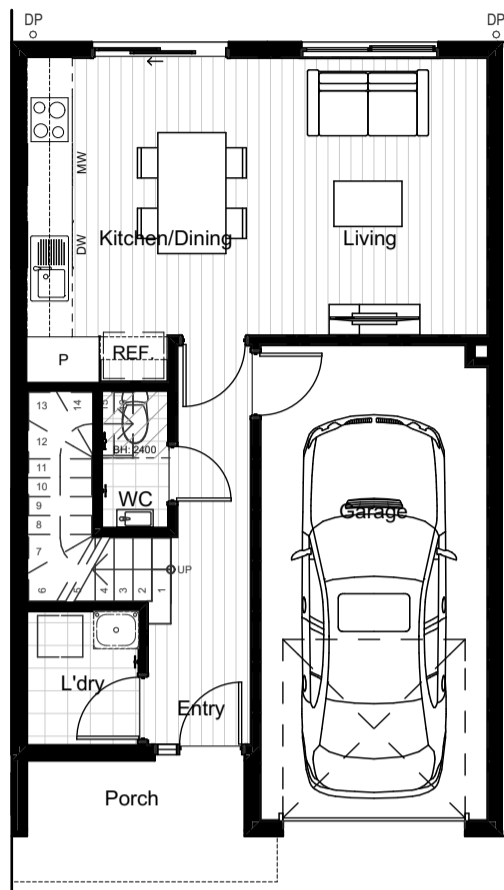 DP
DP
MW
DW
Kitchen/Dining
Living
P
REF.
13
14
15
12
11
10
9
8
7
6
5
4
3
2
1
BH: 2400
WC
UP
Garage
L'dry
Entry
Porch